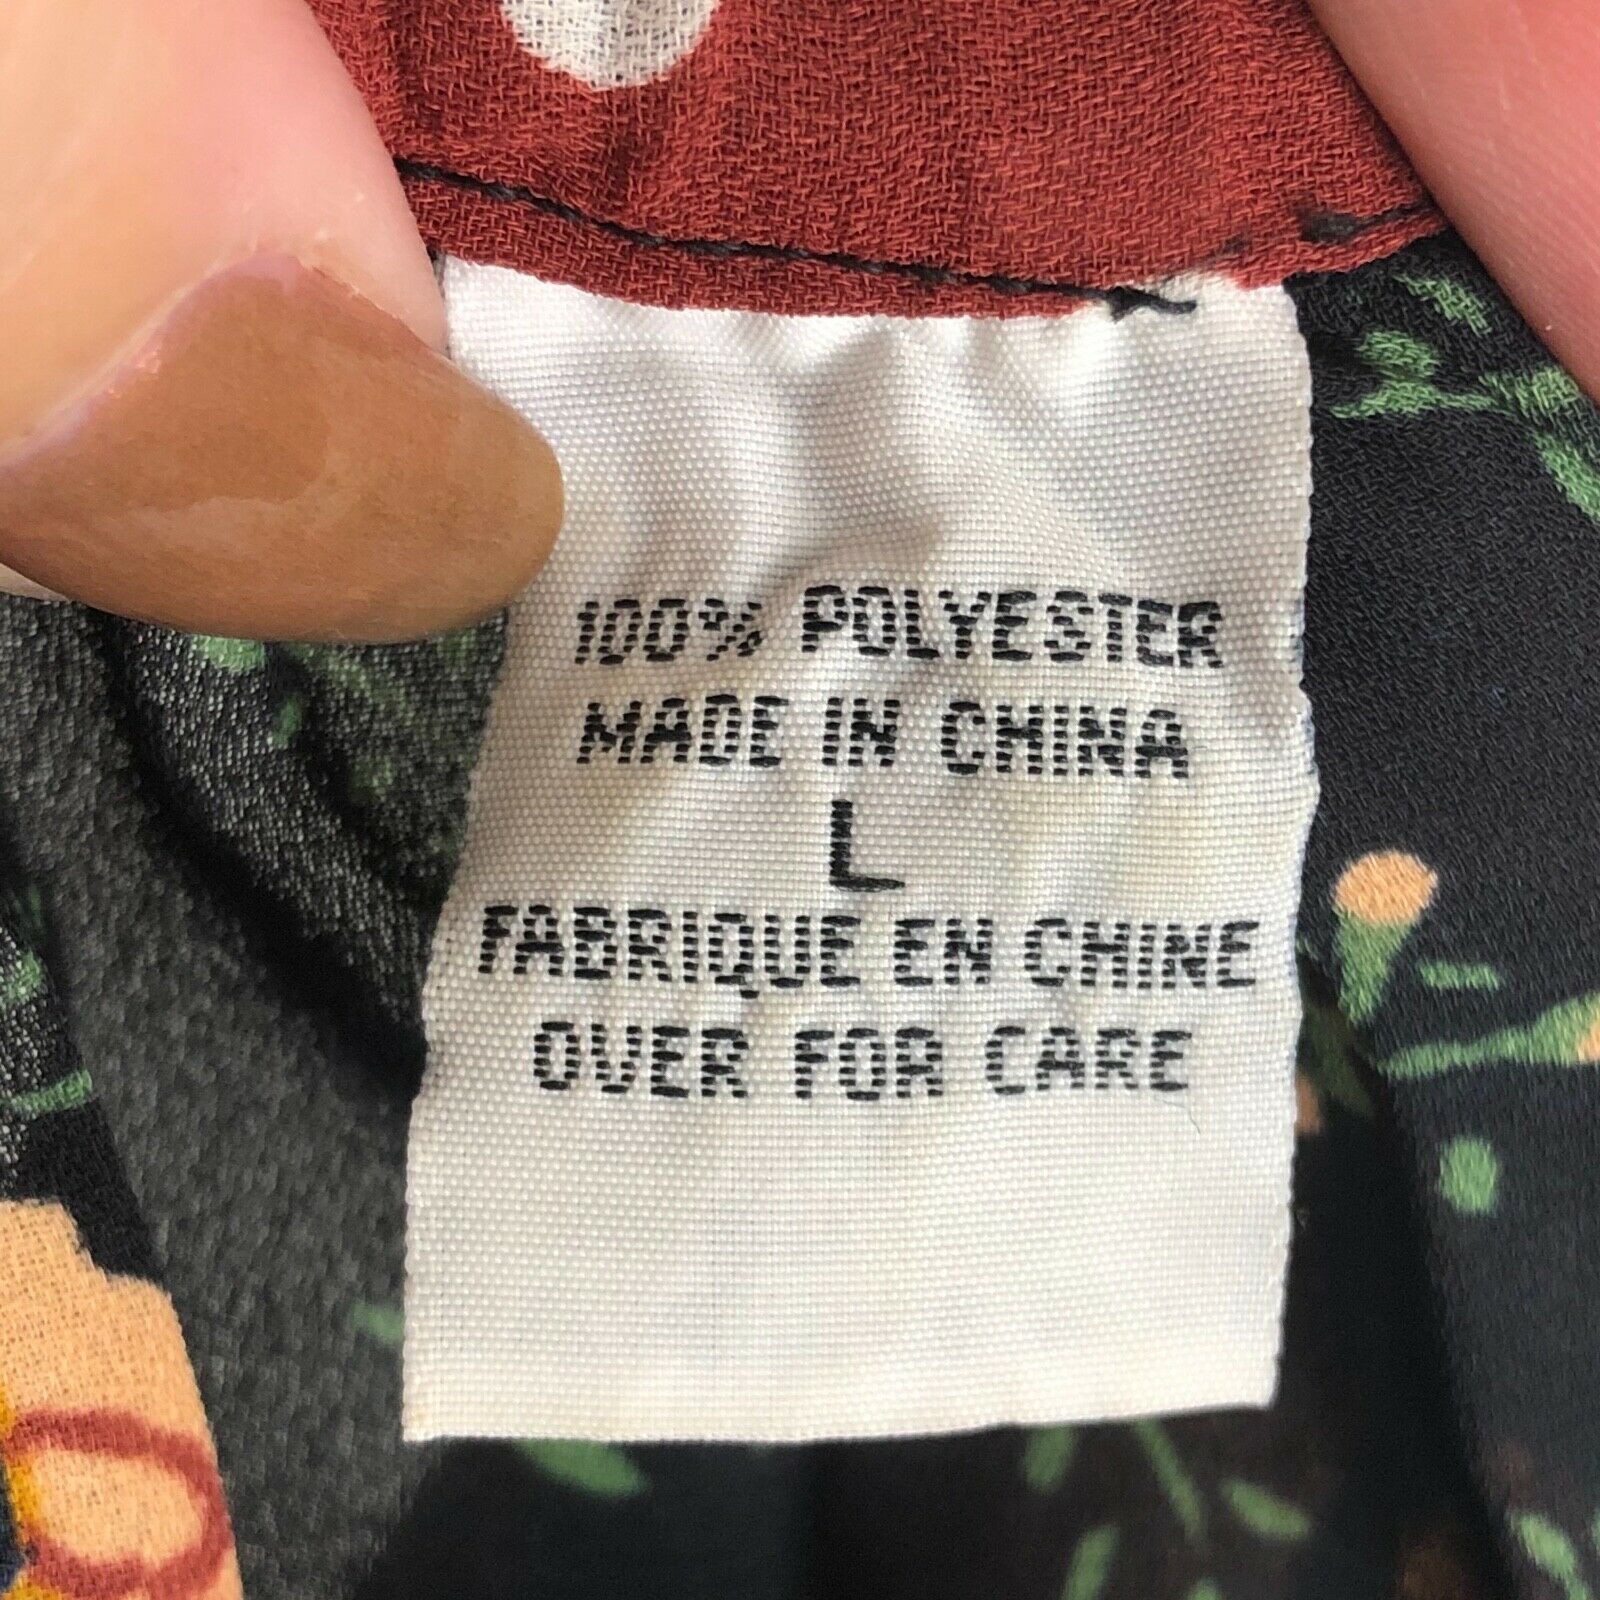 100% POLYESTER
MADE IN CHINA
L
FABRIQUE EN CHINE
OVER FOR CARE